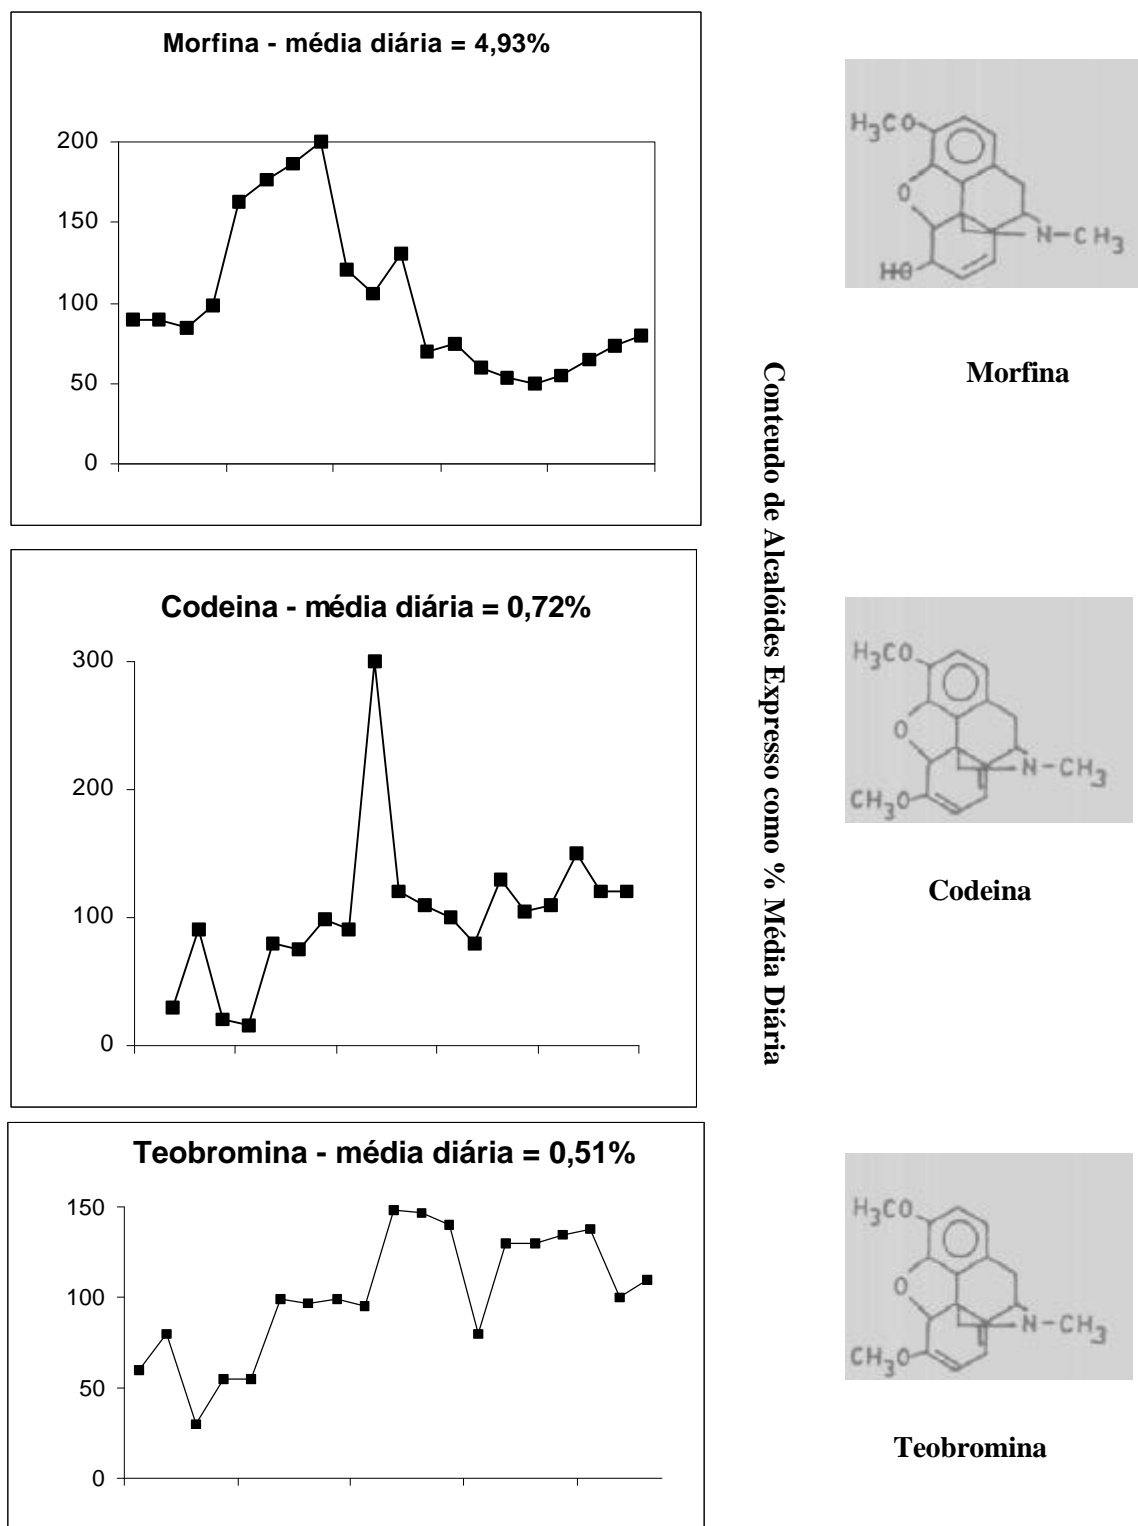 Morfina - média diária = 4,93%
200
150
100
50
0
H3CO
O
N-CH3
HO
Morfina
Conteudo de Alcalóides Expresso como % Média Diária
Codeina - média diária = 0,72%
300
200
100
0
H3CO
O
N-CH3
CH3O
Codeina
Teobromina - média diária = 0,51%
150
100
50
0
H3CO
O
N-CH3
CH3O
Teobromina